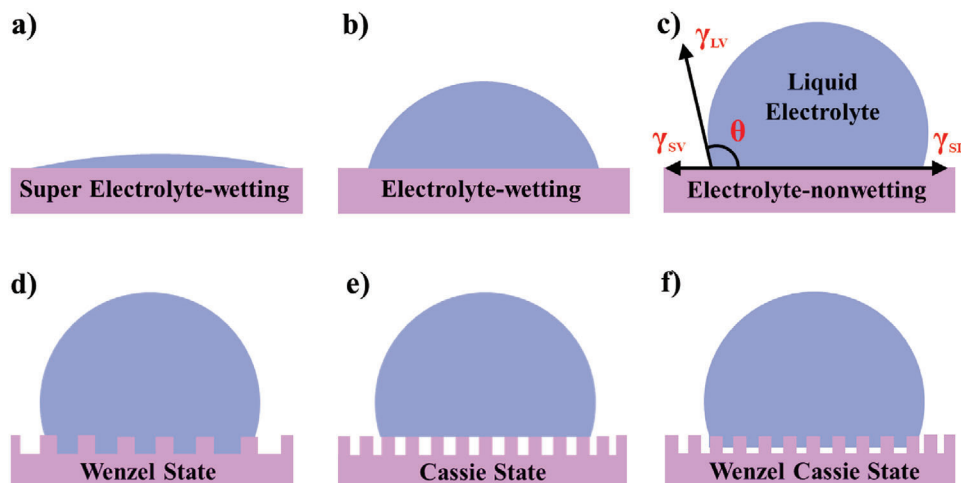 a)
b)
c)
γLV
Liquid
Electrolyte
θ
γSV
γSL
Super Electrolyte-wetting
Electrolyte-wetting
Electrolyte-nonwetting
d)
e)
f)
Wenzel State
Cassie State
Wenzel Cassie State